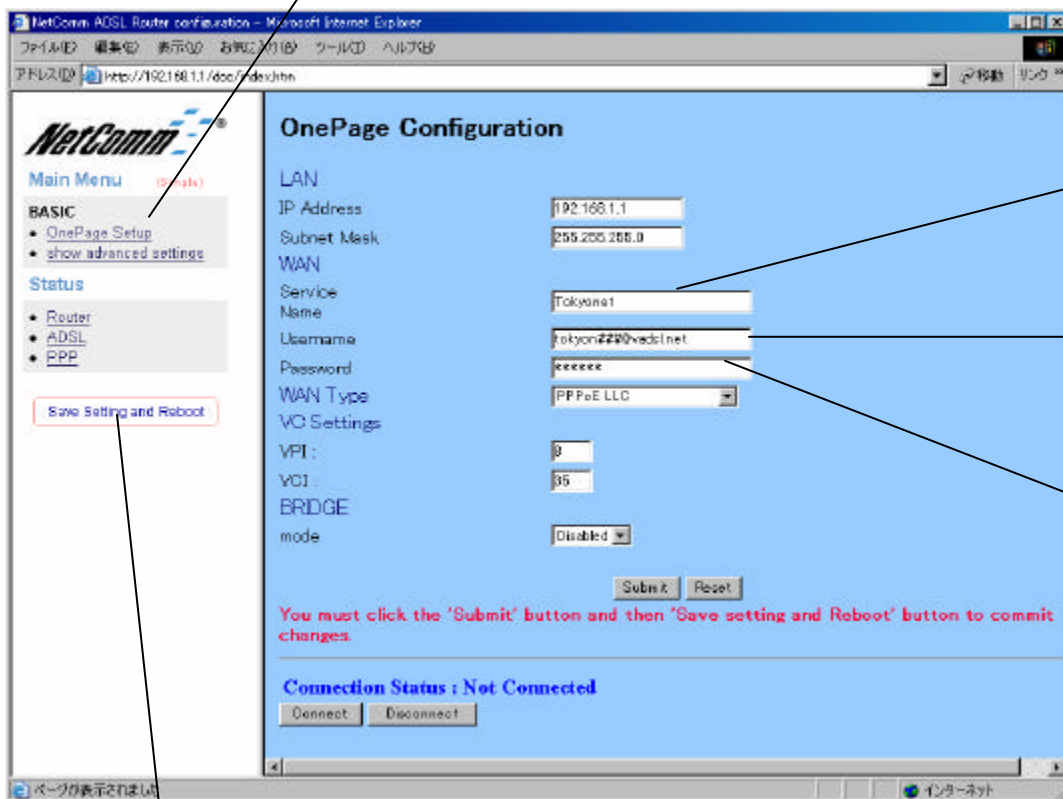 NetComm ADSL Router configuration - Microsoft Internet Explorer
ファイル(F) 編集(E) 表示(V) お気に入り(A) ツール(T) ヘルプ(H)
アドレス(D) http://192.168.1.1/doc/index.htm 移動 リンク »
NetComm®
Main Menu (Simple)
BASIC
• OnePage Setup
• show advanced settings
Status
• Router
• ADSL
• PPP
Save Setting and Reboot
OnePage Configuration
LAN
IP Address 192.168.1.1
Subnet Mask 255.255.255.0
WAN
Service
Name Tokyonet
Username tokyon###@vadsl.net
Password ******
WAN Type PPPoE LLC
VC Settings
VPI : 8
VCI : 35
BRIDGE
mode Disabled
Submit Reset
You must click the 'Submit' button and then 'Save setting and Reboot' button to commit
changes.
Connection Status : Not Connected
Connect Disconnect
ページが表示されました インターネット